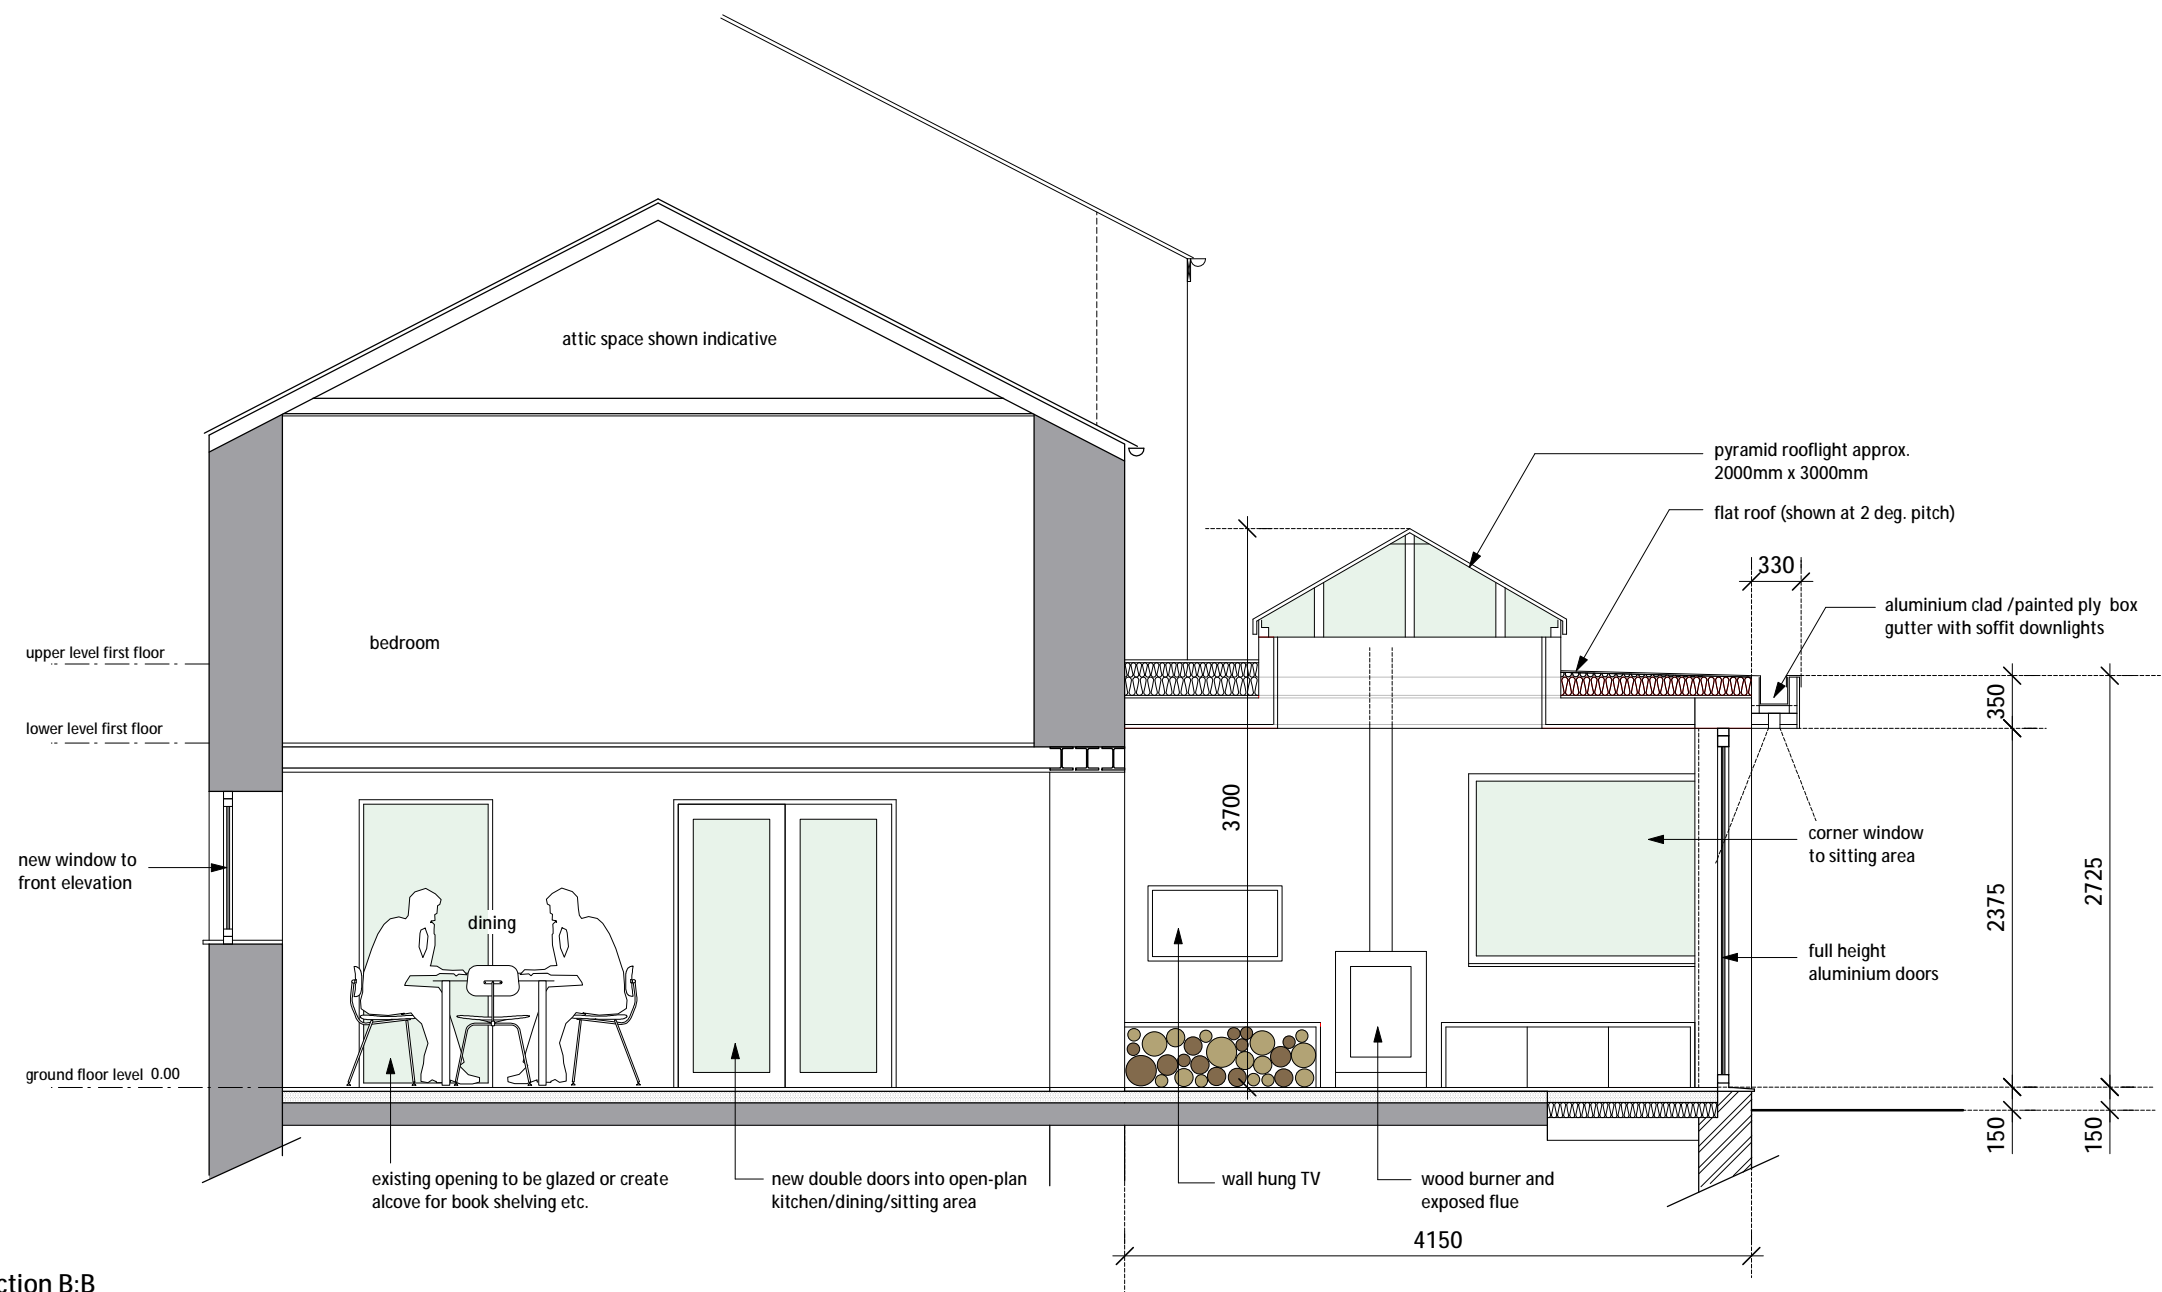 attic space shown indicative
pyramid rooflight approx.
2000mm x 3000mm
flat roof (shown at 2 deg. pitch)
330
aluminium clad /painted ply  box
gutter with soffit downlights
bedroom
upper level first floor
lower level first floor
350
3700
corner window
to sitting area
new window to
front elevation
2375
2725
dining
full height
aluminium doors
ground floor level  0.00
150
150
existing opening to be glazed or create
alcove for book shelving etc.
new double doors into open-plan
kitchen/dining/sitting area
wall hung TV
wood burner and
exposed flue
4150
ction B:B